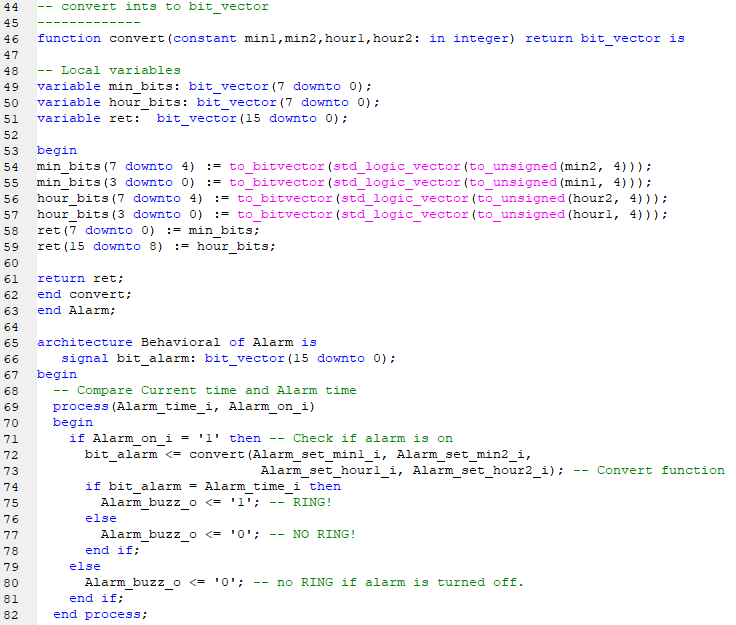 44 -- convert ints to bit_vector
45 -------------
46 function convert(constant min1,min2,hour1,hour2: in integer) return bit_vector is
47
48 -- Local variables
49 variable min_bits: bit_vector(7 downto 0);
50 variable hour_bits: bit_vector(7 downto 0);
51 variable ret:  bit_vector(15 downto 0);
52
53 begin
54 min_bits(7 downto 4) := to_bitvector(std_logic_vector(to_unsigned(min2, 4)));
55 min_bits(3 downto 0) := to_bitvector(std_logic_vector(to_unsigned(min1, 4)));
56 hour_bits(7 downto 4) := to_bitvector(std_logic_vector(to_unsigned(hour2, 4)));
57 hour_bits(3 downto 0) := to_bitvector(std_logic_vector(to_unsigned(hour1, 4)));
58 ret(7 downto 0) := min_bits;
59 ret(15 downto 8) := hour_bits;
60
61 return ret;
62 end convert;
63 end Alarm;
64
65 architecture Behavioral of Alarm is
66    signal bit_alarm: bit_vector(15 downto 0);
67 begin
68   -- Compare Current time and Alarm time
69   process(Alarm_time_i, Alarm_on_i)
70   begin
71     if Alarm_on_i = '1' then -- Check if alarm is on
72       bit_alarm <= convert(Alarm_set_min1_i, Alarm_set_min2_i,
73                             Alarm_set_hour1_i, Alarm_set_hour2_i); -- Convert function
74       if bit_alarm = Alarm_time_i then
75         Alarm_buzz_o <= '1'; -- RING!
76       else
77         Alarm_buzz_o <= '0'; -- NO RING!
78       end if;
79     else
80       Alarm_buzz_o <= '0'; -- no RING if alarm is turned off.
81     end if;
82   end process;